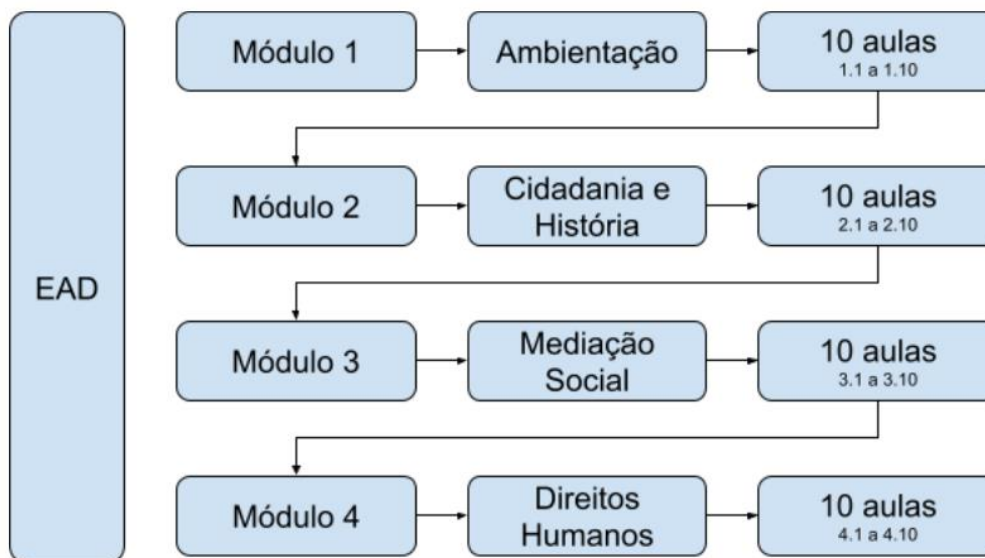 EAD
Módulo 1
Ambientação
10 aulas
1.1 a 1.10
Módulo 2
Cidadania e
História
10 aulas
2.1 a 2.10
Módulo 3
Mediação
Social
10 aulas
3.1 a 3.10
Módulo 4
Direitos
Humanos
10 aulas
4.1 a 4.10